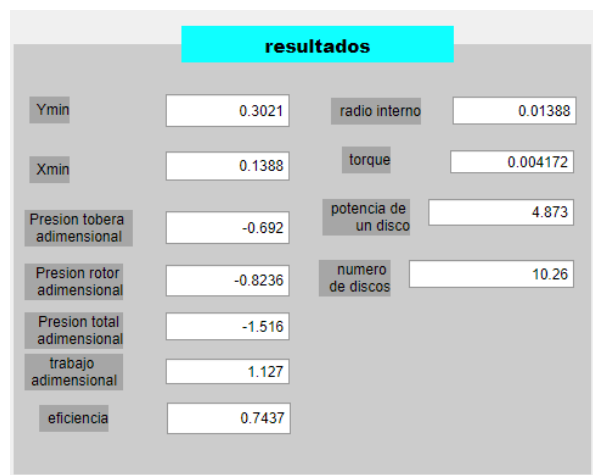 resultados
Ymin 0.3021
Xmin 0.1388
Presion tobera
adimensional -0.692
Presion rotor
adimensional -0.8236
Presion total
adimensional -1.516
trabajo
adimensional 1.127
eficiencia 0.7437
radio interno 0.01388
torque 0.004172
potencia de
un disco 4.873
numero
de discos 10.26